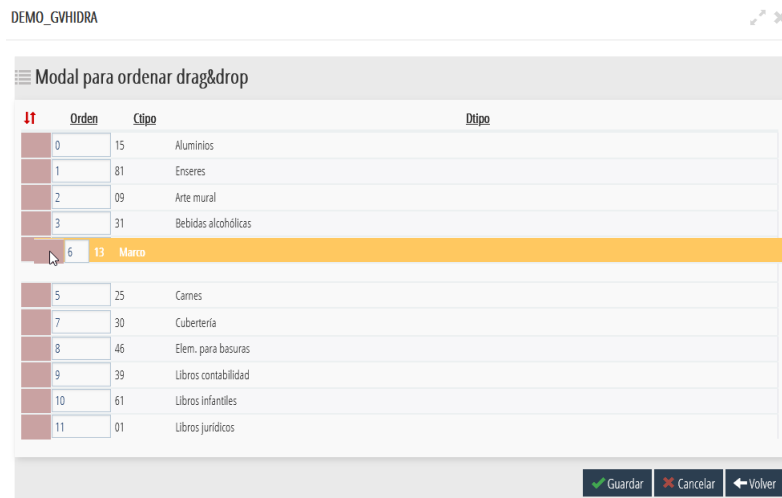 DEMO_GVHIDRA
Modal para ordenar drag&drop
Orden Ctipo Dtipo
0 15 Aluminios
1 81 Enseres
2 09 Arte mural
3 31 Bebidas alcohólicas
6 13 Marco
5 25 Carnes
7 30 Cubertería
8 46 Elem. para basuras
9 39 Libros contabilidad
10 61 Libros infantiles
11 01 Libros jurídicos
Guardar Cancelar Volver